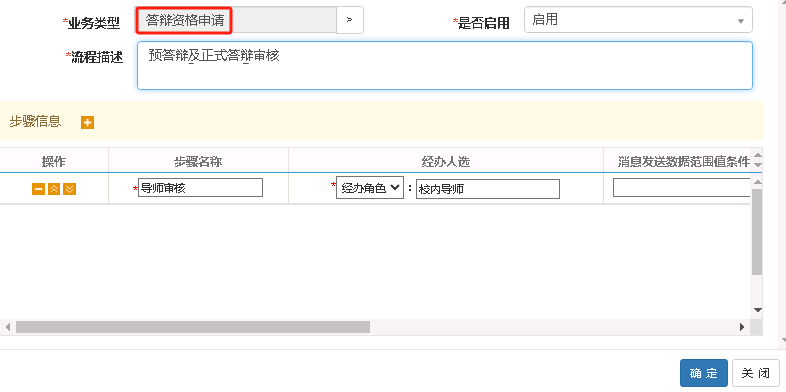 *业务类型 答辩资格申请 > *是否启用 启用
*流程描述 预答辩及正式答辩审核
步骤信息
操作 步骤名称 经办人选 消息发送数据范围值条件
*导师审核 *经办角色 : 校内导师
确定 关闭